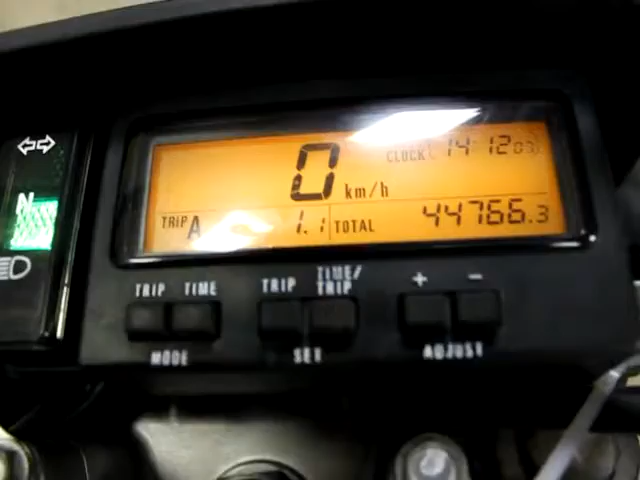 0 km/h CLOCK 14:12 03
TRIP A 1.1 TOTAL 44766.3
N
TRIP TIME TRIP TIME/TRIP + -
MODE SET ADJUST